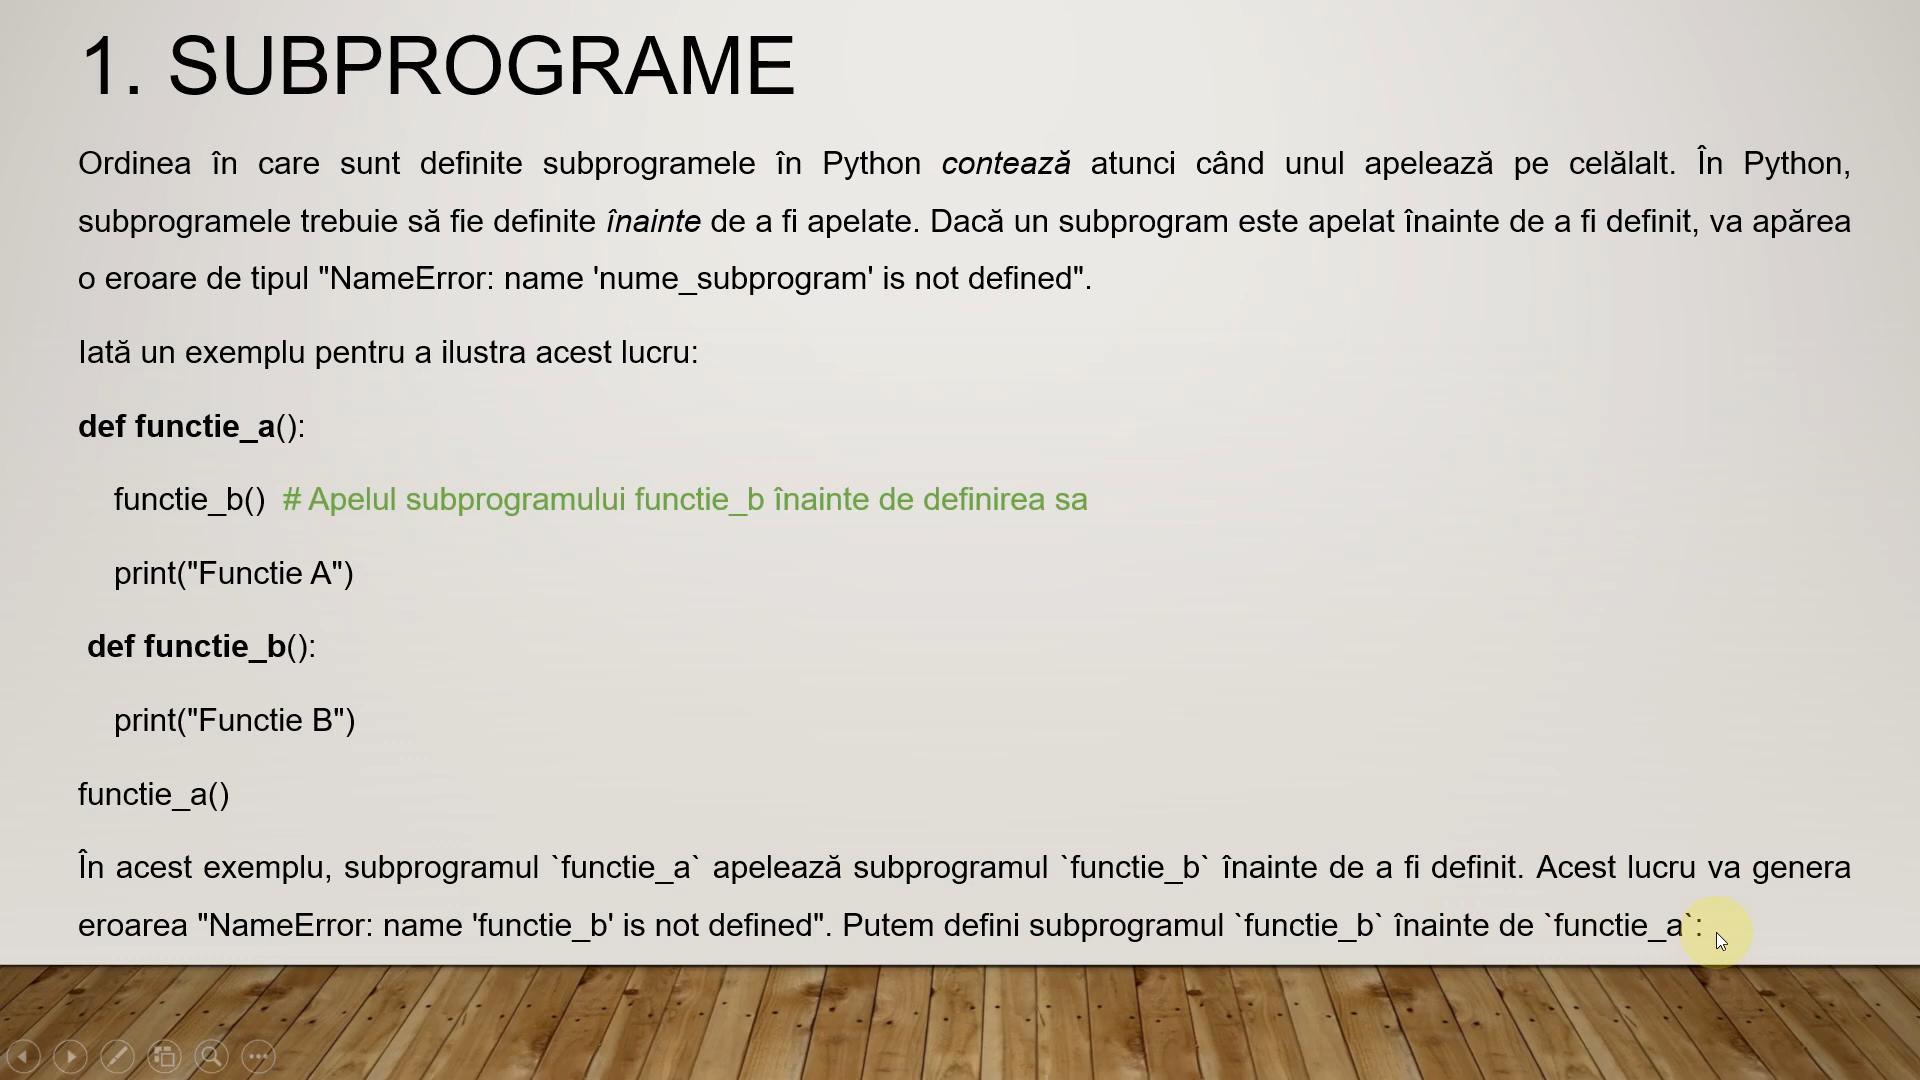 1. SUBPROGRAME
Ordinea în care sunt definite subprogramele în Python contează atunci când unul apelează pe celălalt. În Python,
subprogramele trebuie să fie definite înainte de a fi apelate. Dacă un subprogram este apelat înainte de a fi definit, va apărea
o eroare de tipul "NameError: name 'nume_subprogram' is not defined".
Iată un exemplu pentru a ilustra acest lucru:
def functie_a():
    functie_b()  # Apelul subprogramului functie_b înainte de definirea sa
    print("Functie A")
 def functie_b():
    print("Functie B")
functie_a()
În acest exemplu, subprogramul `functie_a` apelează subprogramul `functie_b` înainte de a fi definit. Acest lucru va genera
eroarea "NameError: name 'functie_b' is not defined". Putem defini subprogramul `functie_b` înainte de `functie_a`: